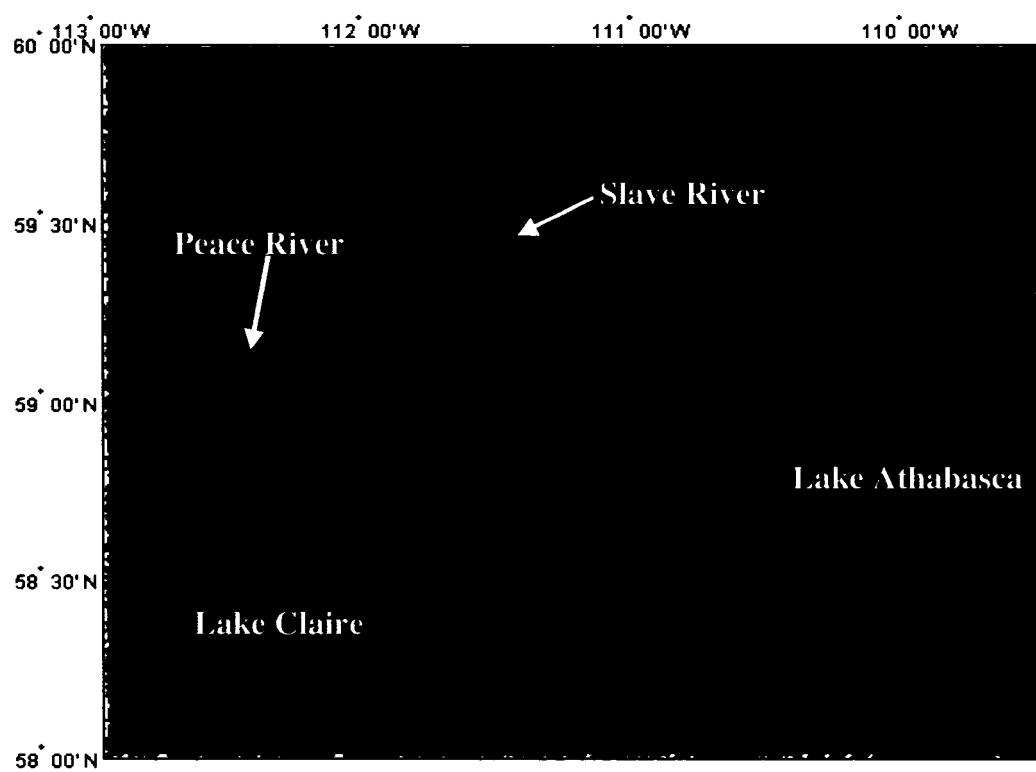 113° 00'W 112° 00'W 111° 00'W 110° 00'W
60° 00'N
Slave River
59° 30'N
Peace River
59° 00'N
Lake Athabasca
58° 30'N
Lake Claire
58° 00'N